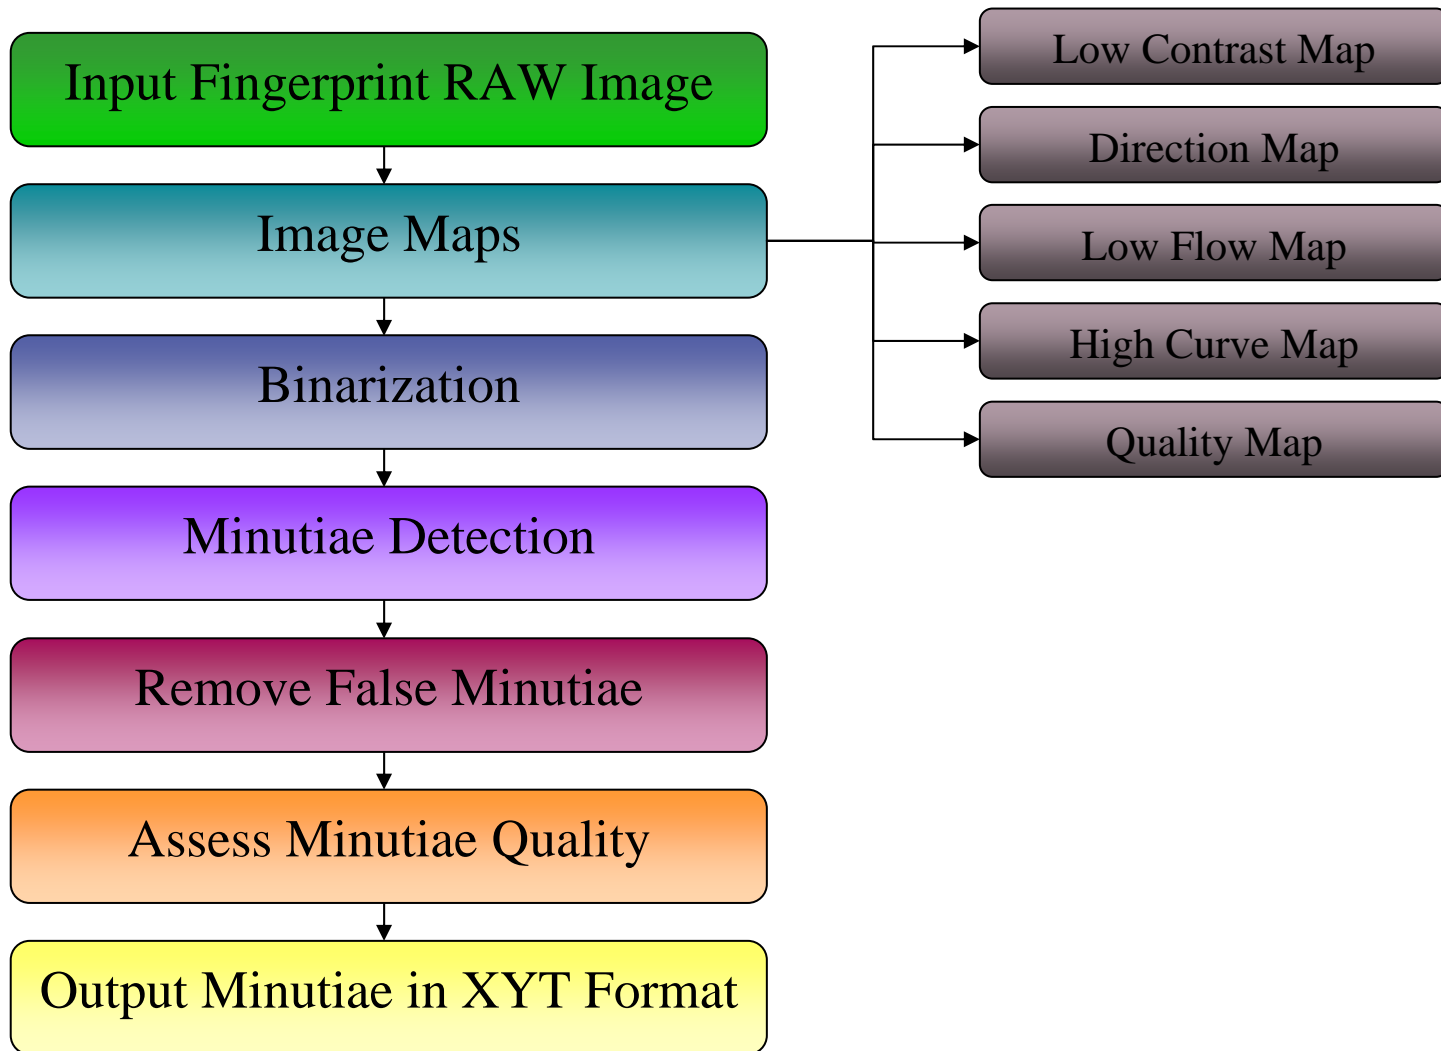 Input Fingerprint RAW Image
Image Maps
Binarization
Minutiae Detection
Remove False Minutiae
Assess Minutiae Quality
Output Minutiae in XYT Format
Low Contrast Map
Direction Map
Low Flow Map
High Curve Map
Quality Map